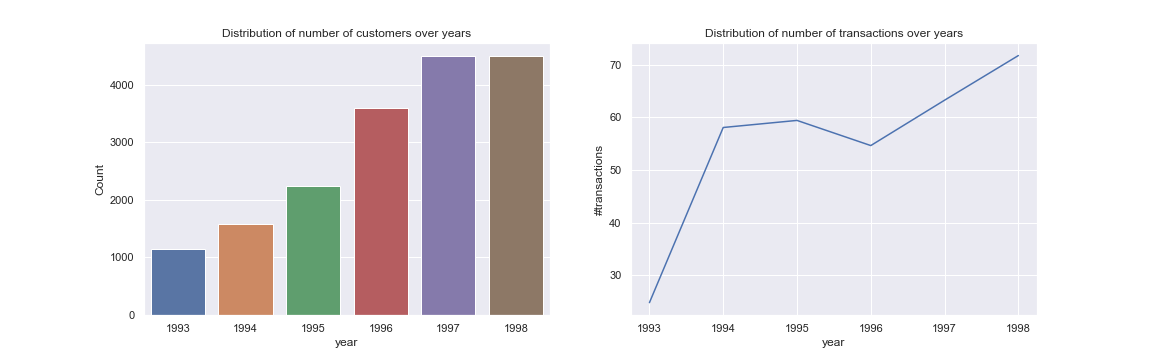 Distribution of number of customers over years
Count
4000
3000
2000
1000
0
1993 1994 1995 1996 1997 1998
year
Distribution of number of transactions over years
#transactions
70
60
50
40
30
1993 1994 1995 1996 1997 1998
year